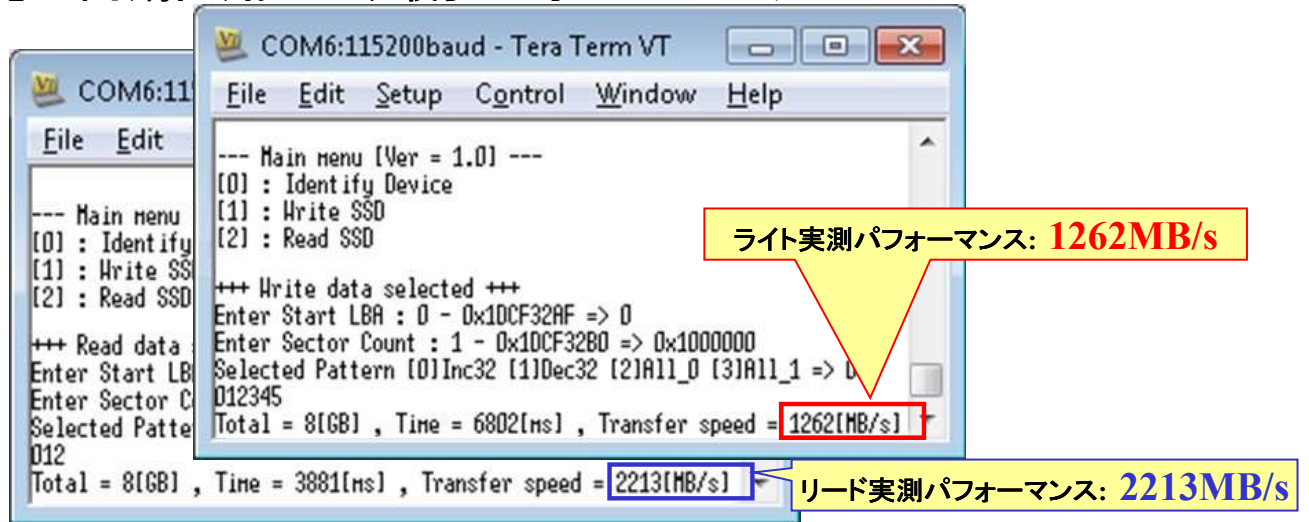 COM6:115200baud - Tera Term VT
File Edit Setup Control Window Help
--- Main menu [Ver = 1.0] ---
[0] : Identify Device
[1] : Write SSD
[2] : Read SSD
+++ Write data selected +++
Enter Start LBA : 0 - 0x1DCF32AF => 0
Enter Sector Count : 1 - 0x1DCF32B0 => 0x1000000
Selected Pattern [0]Inc32 [1]Dec32 [2]All_0 [3]All_1 => 0
012345
Total = 8[GB] , Time = 6802[ms] , Transfer speed = 1262[MB/s]
ライト実測パフォーマンス: 1262MB/s
COM6:11
File Edit
--- Main menu
[0] : Identify
[1] : Write SS
[2] : Read SSD
+++ Read data
Enter Start LB
Enter Sector C
Selected Patte
012
Total = 8[GB] , Time = 3881[ms] , Transfer speed = 2213[MB/s]
リード実測パフォーマンス: 2213MB/s